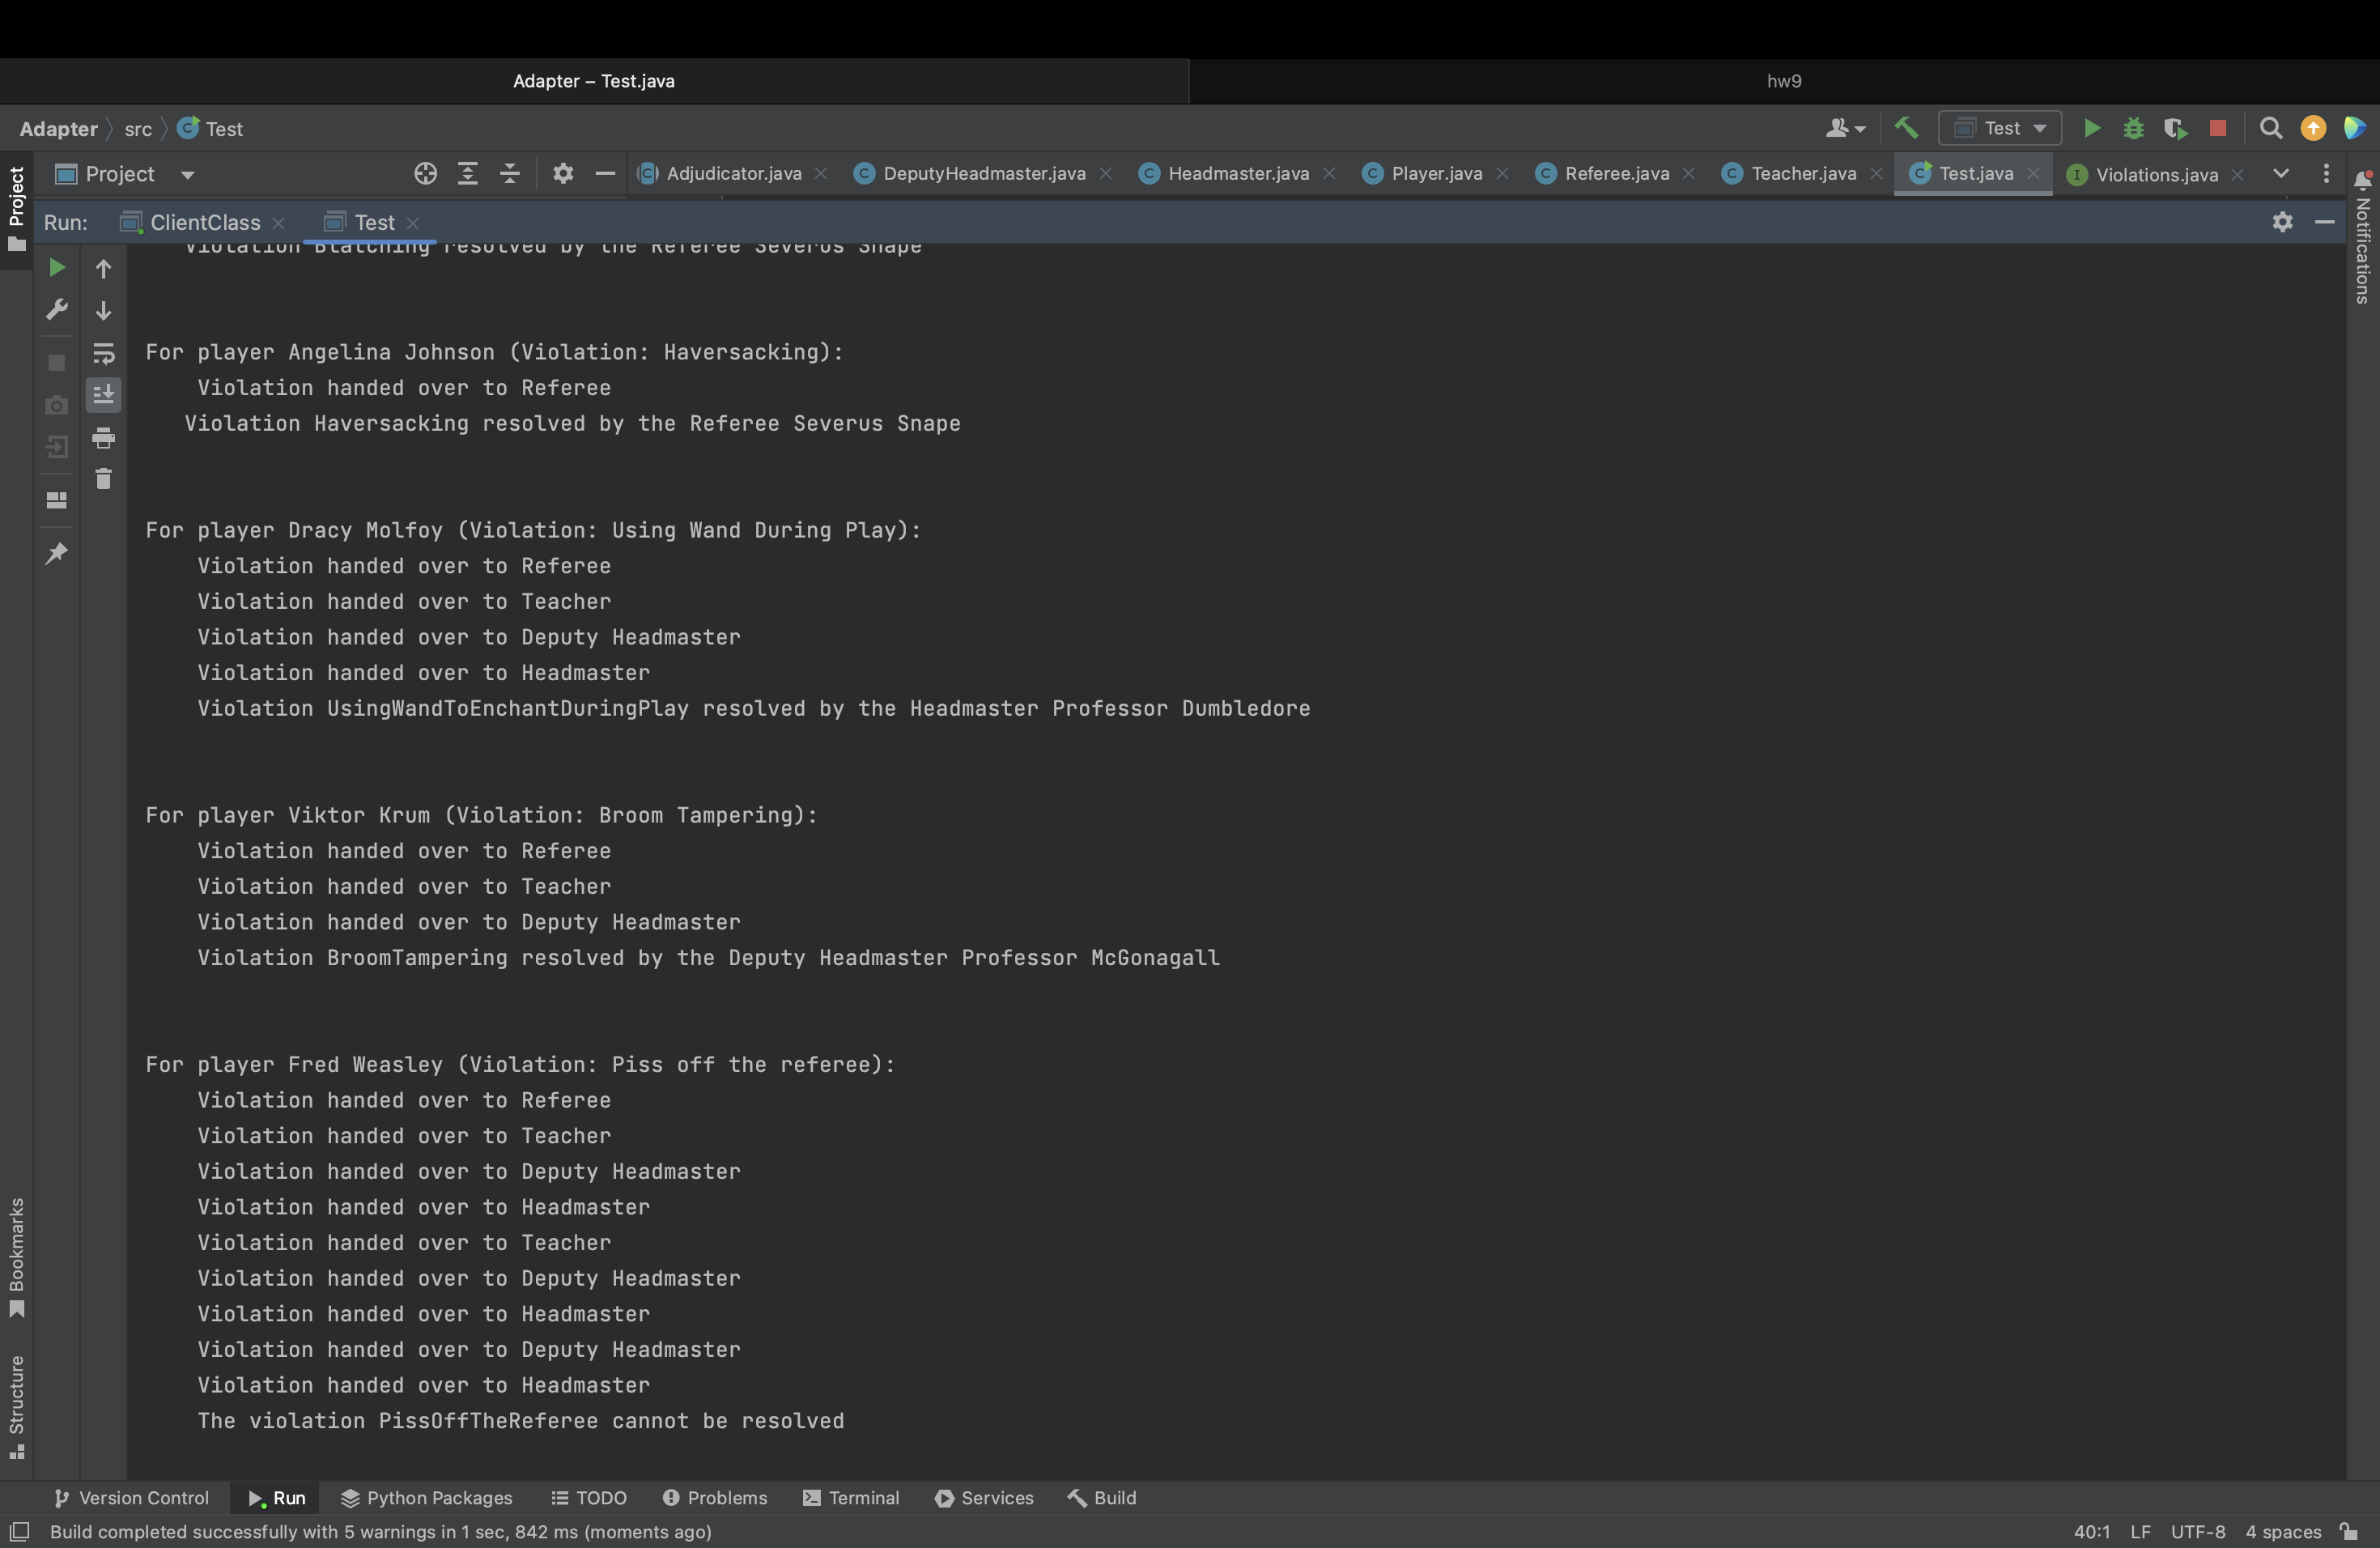 Adapter – Test.java
hw9
Adapter
src
Test
Test
Project
Adjudicator.java
DeputyHeadmaster.java
Headmaster.java
Player.java
Referee.java
Teacher.java
Test.java
Violations.java
Project
Notifications
Run:
ClientClass
Test
Violation Blatching resolved by the Referee Severus Snape
For player Angelina Johnson (Violation: Haversacking):
Violation handed over to Referee
Violation Haversacking resolved by the Referee Severus Snape
For player Dracy Molfoy (Violation: Using Wand During Play):
Violation handed over to Referee
Violation handed over to Teacher
Violation handed over to Deputy Headmaster
Violation handed over to Headmaster
Violation UsingWandToEnchantDuringPlay resolved by the Headmaster Professor Dumbledore
For player Viktor Krum (Violation: Broom Tampering):
Violation handed over to Referee
Violation handed over to Teacher
Violation handed over to Deputy Headmaster
Violation BroomTampering resolved by the Deputy Headmaster Professor McGonagall
For player Fred Weasley (Violation: Piss off the referee):
Violation handed over to Referee
Violation handed over to Teacher
Violation handed over to Deputy Headmaster
Violation handed over to Headmaster
Violation handed over to Teacher
Violation handed over to Deputy Headmaster
Violation handed over to Headmaster
Violation handed over to Deputy Headmaster
Violation handed over to Headmaster
The violation PissOffTheReferee cannot be resolved
Bookmarks
Structure
Version Control
Run
Python Packages
TODO
Problems
Terminal
Services
Build
Build completed successfully with 5 warnings in 1 sec, 842 ms (moments ago)
40:1
LF
UTF-8
4 spaces